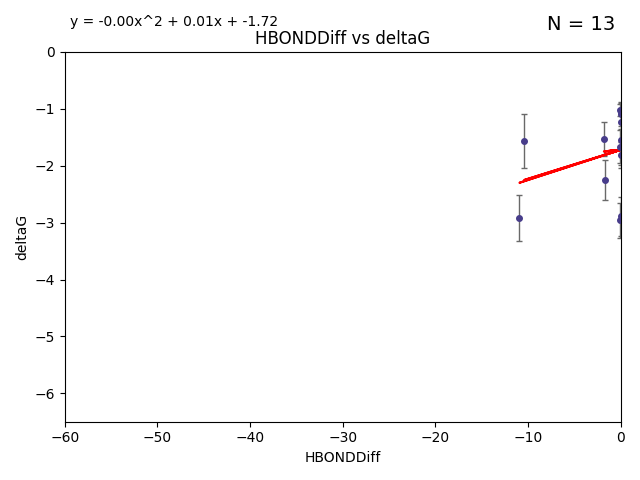 y = -0.00x^2 + 0.01x + -1.72
N = 13
HBONDDiff vs deltaG
0
−1
−2
−3
−4
−5
−6
deltaG
−60 −50 −40 −30 −20 −10 0
HBONDDiff